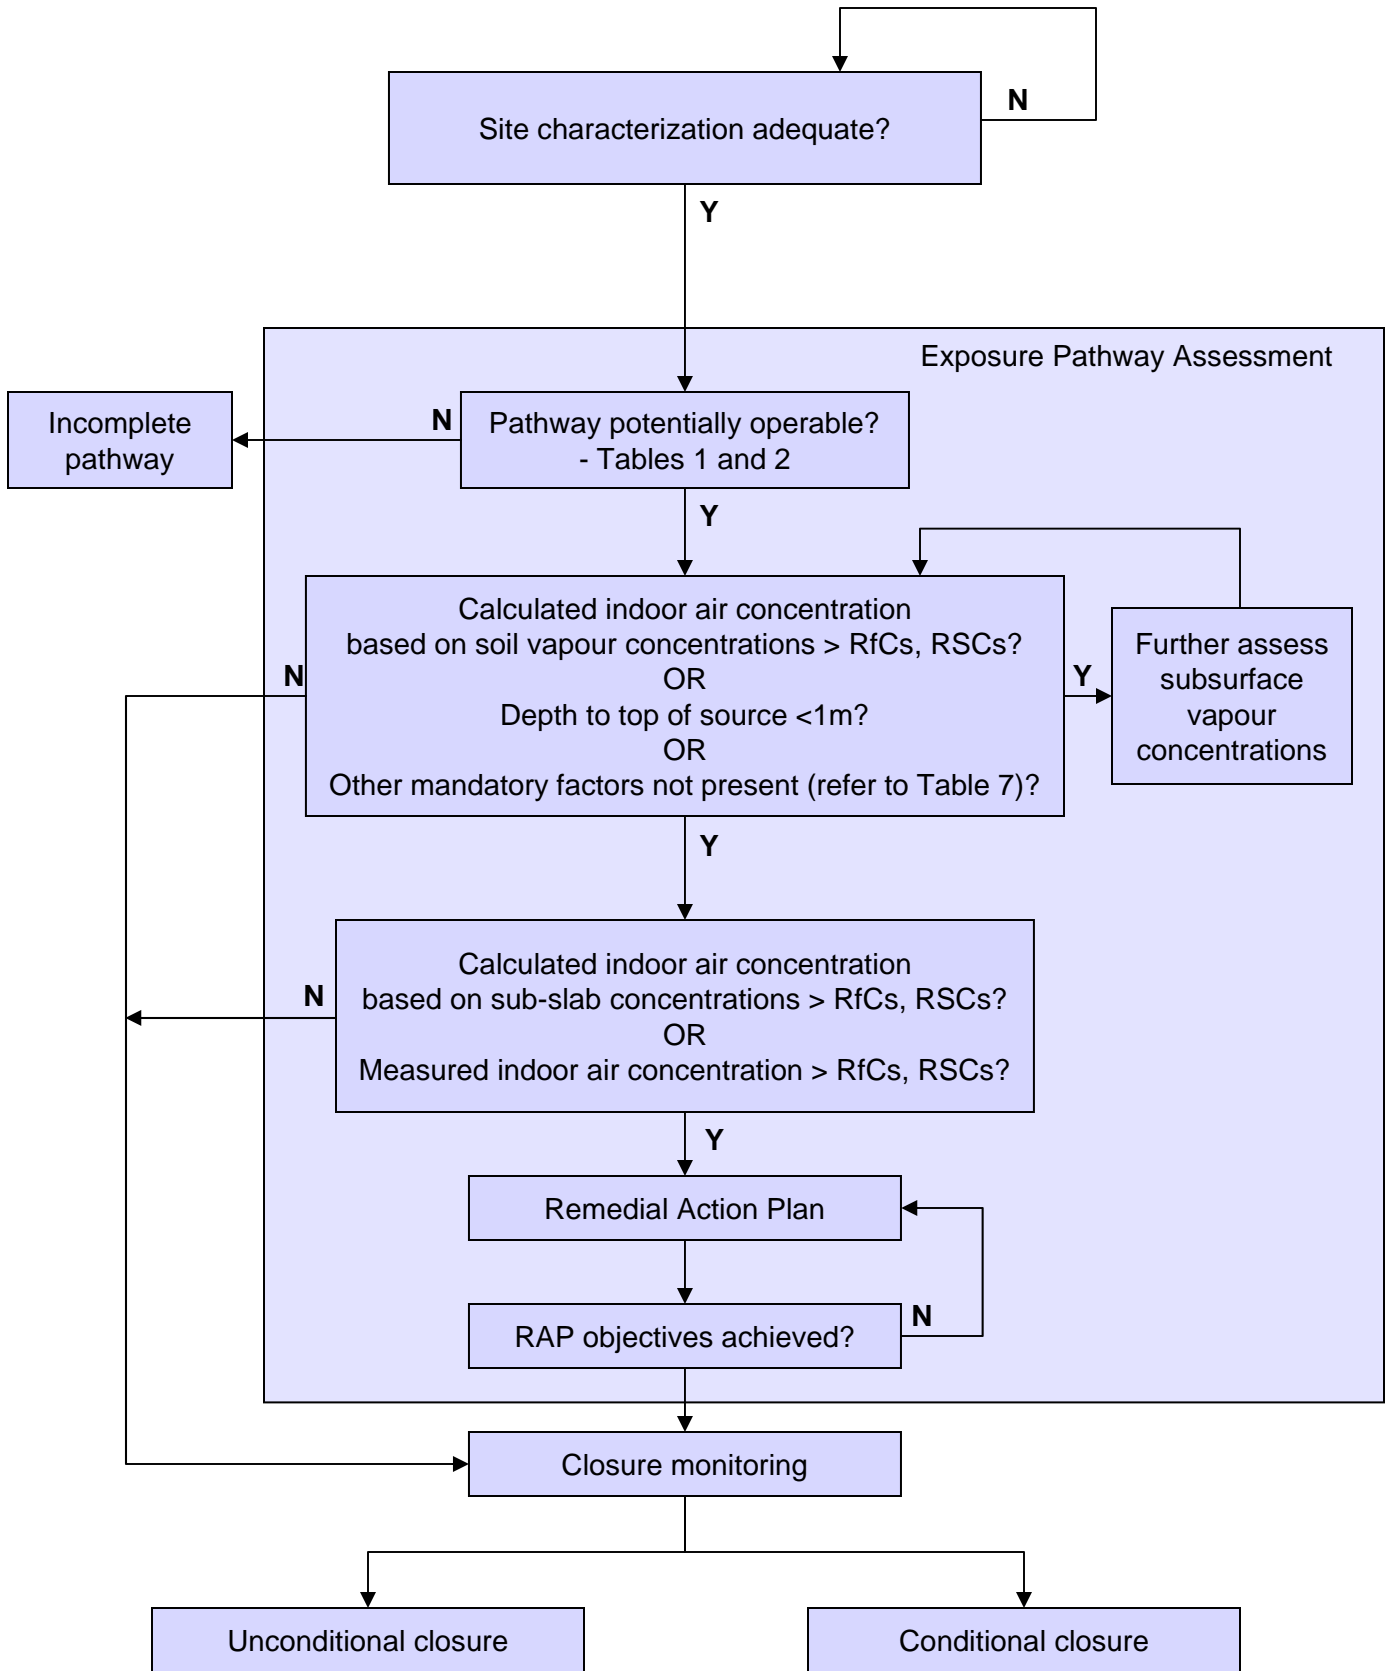 N
Site characterization adequate?
Y
Exposure Pathway Assessment
Incomplete
pathway
N
Pathway potentially operable?
- Tables 1 and 2
Y
Calculated indoor air concentration
based on soil vapour concentrations > RfCs, RSCs?
OR
Depth to top of source <1m?
OR
Other mandatory factors not present (refer to Table 7)?
N
Y
Further assess
subsurface
vapour
concentrations
Y
Calculated indoor air concentration
based on sub-slab concentrations > RfCs, RSCs?
OR
Measured indoor air concentration > RfCs, RSCs?
N
Y
Remedial Action Plan
RAP objectives achieved?
N
Closure monitoring
Unconditional closure
Conditional closure